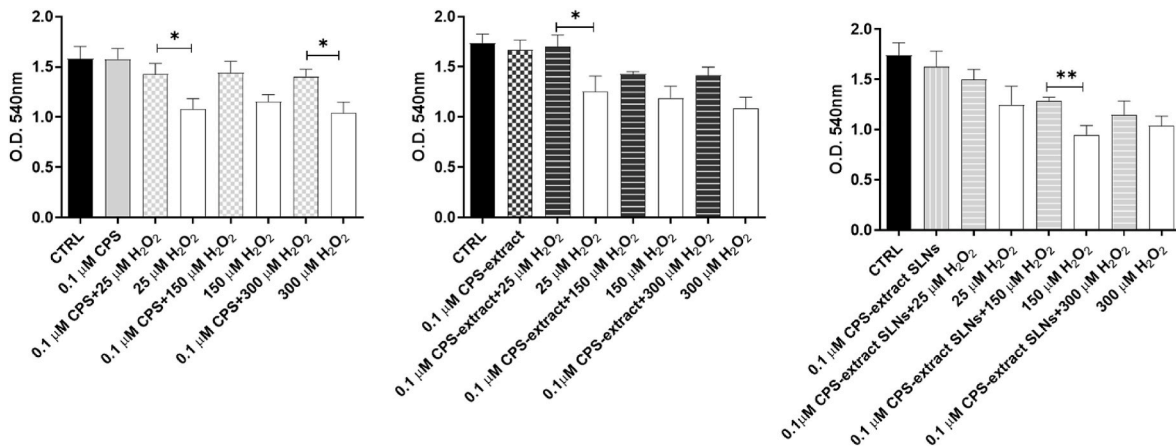 2.0
1.5
1.0
0.5
0.0
O.D. 540nm
*
*
CTRL
0.1 μM CPS
0.1 μM CPS+25 μM H₂O₂
25 μM H₂O₂
0.1 μM CPS+150 μM H₂O₂
150 μM H₂O₂
0.1 μM CPS+300 μM H₂O₂
300 μM H₂O₂
2.0
1.5
1.0
0.5
0.0
O.D. 540nm
*
CTRL
0.1 μM CPS-extract
0.1 μM CPS-extract+25 μM H₂O₂
25 μM H₂O₂
0.1 μM CPS-extract+150 μM H₂O₂
150 μM H₂O₂
0.1μM CPS-extract+300 μM H₂O₂
300 μM H₂O₂
2.0
1.5
1.0
0.5
0.0
O.D. 540nm
**
CTRL
0.1 μM CPS-extract SLNs
0.1μM CPS-extract SLNs+25 μM H₂O₂
25 μM H₂O₂
0.1 μM CPS-extract SLNs+150 μM H₂O₂
150 μM H₂O₂
0.1 μM CPS-extract SLNs+300 μM H₂O₂
300 μM H₂O₂